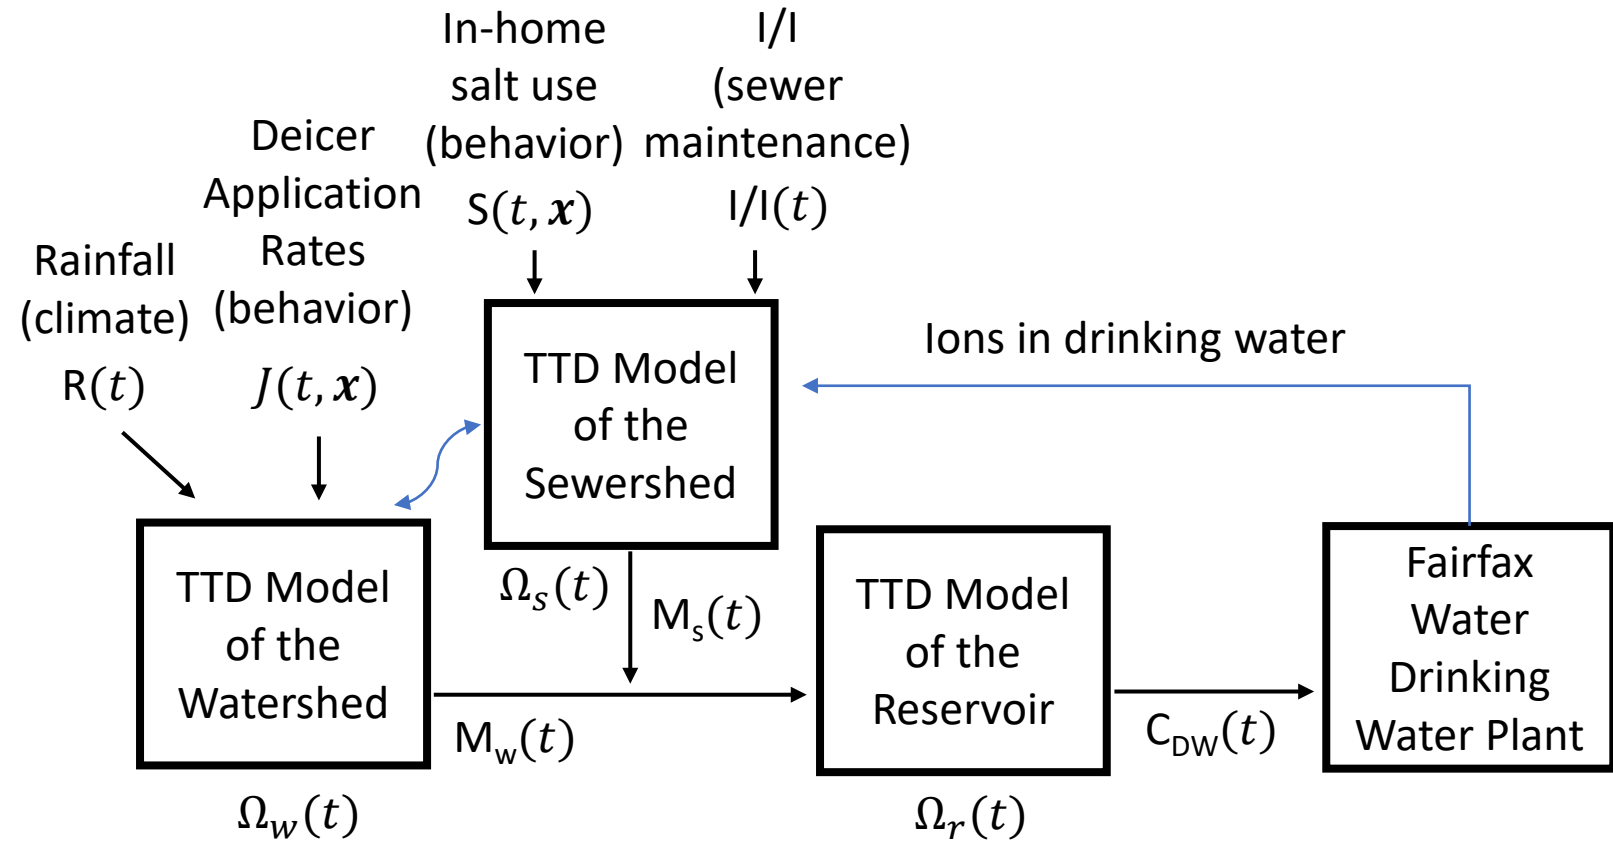 In-home
salt use
(behavior)
S(t, x)
I/I
(sewer
maintenance)
I/I(t)
Deicer
Application
Rates
(behavior)
J(t, x)
Rainfall
(climate)
R(t)
Ions in drinking water
TTD Model
of the
Sewershed
Ωs(t)
Ms(t)
TTD Model
of the
Watershed
Ωw(t)
Mw(t)
TTD Model
of the
Reservoir
Ωr(t)
CDW(t)
Fairfax
Water
Drinking
Water Plant